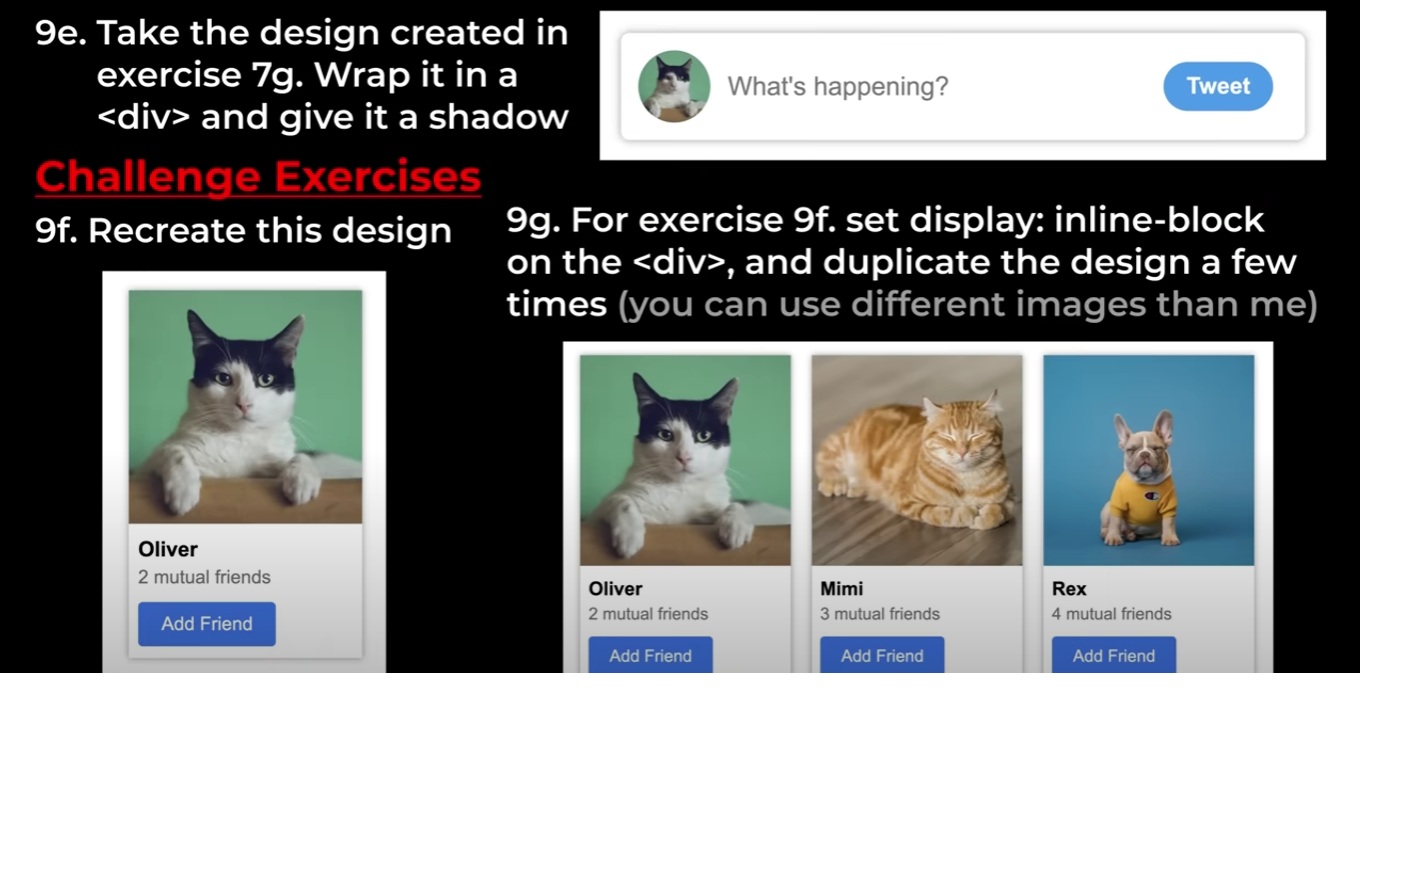 9e. Take the design created in
exercise 7g. Wrap it in a
<div> and give it a shadow
What's happening?
Tweet
Challenge Exercises
9f. Recreate this design
Oliver
2 mutual friends
Add Friend
9g. For exercise 9f. set display: inline-block
on the <div>, and duplicate the design a few
times (you can use different images than me)
Oliver
2 mutual friends
Add Friend
Mimi
3 mutual friends
Add Friend
Rex
4 mutual friends
Add Friend